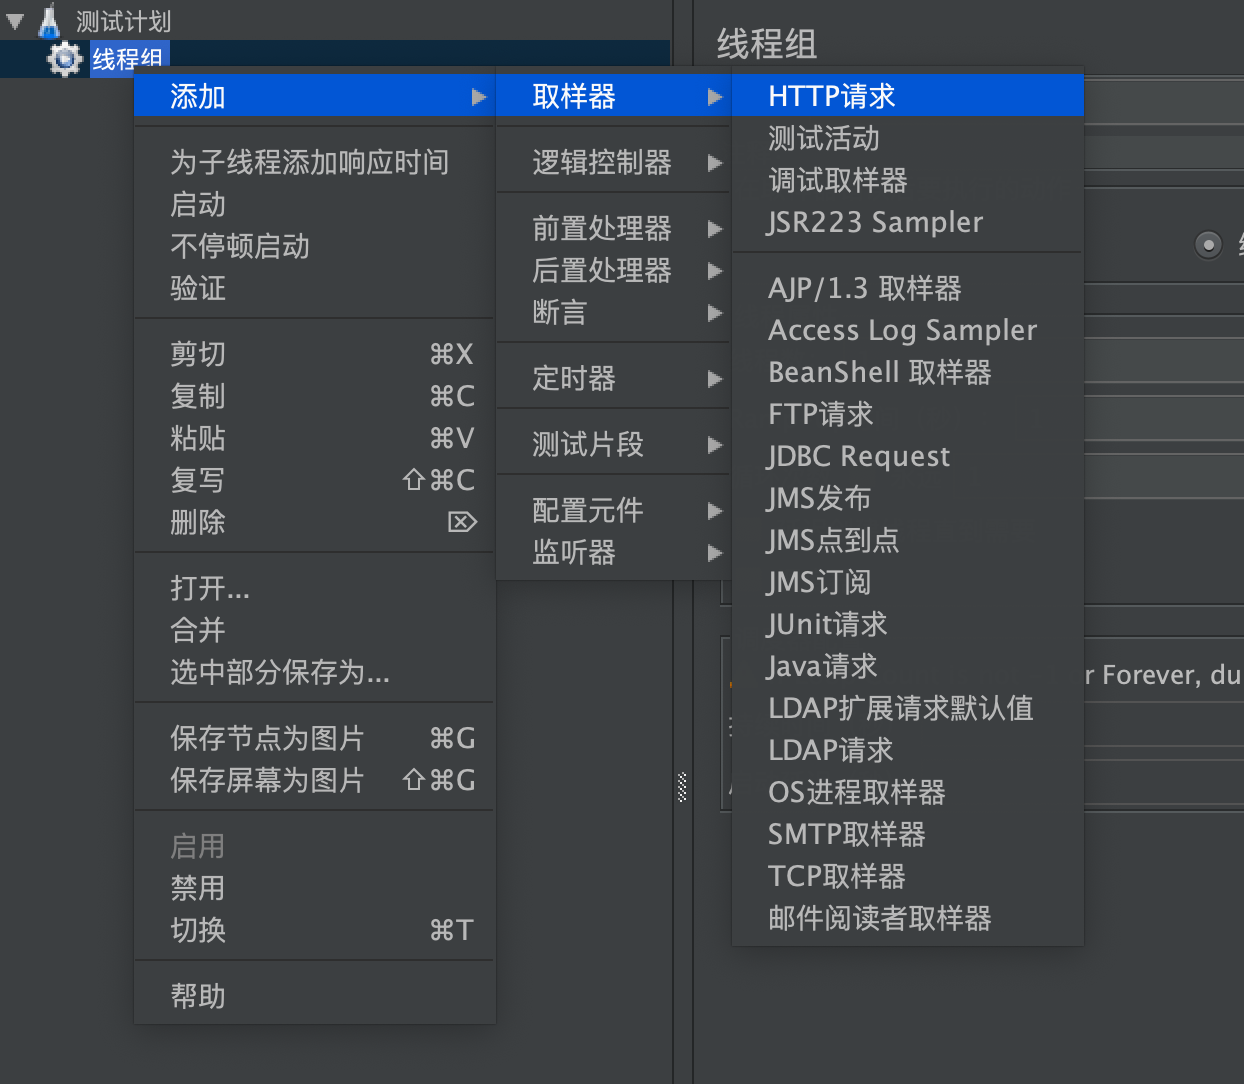 测试计划
线程组
线程组
添加
为子线程添加响应时间
启动
不停顿启动
验证
剪切 ⌘X
复制 ⌘C
粘贴 ⌘V
复写 ⇧⌘C
删除 ⌦
打开...
合并
选中部分保存为...
保存节点为图片 ⌘G
保存屏幕为图片 ⇧⌘G
启用
禁用
切换 ⌘T
帮助
取样器
逻辑控制器
前置处理器
后置处理器
断言
定时器
测试片段
配置元件
监听器
HTTP请求
测试活动
调试取样器
JSR223 Sampler
AJP/1.3 取样器
Access Log Sampler
BeanShell 取样器
FTP请求
JDBC Request
JMS发布
JMS点到点
JMS订阅
JUnit请求
Java请求
LDAP扩展请求默认值
LDAP请求
OS进程取样器
SMTP取样器
TCP取样器
邮件阅读者取样器
r Forever, du